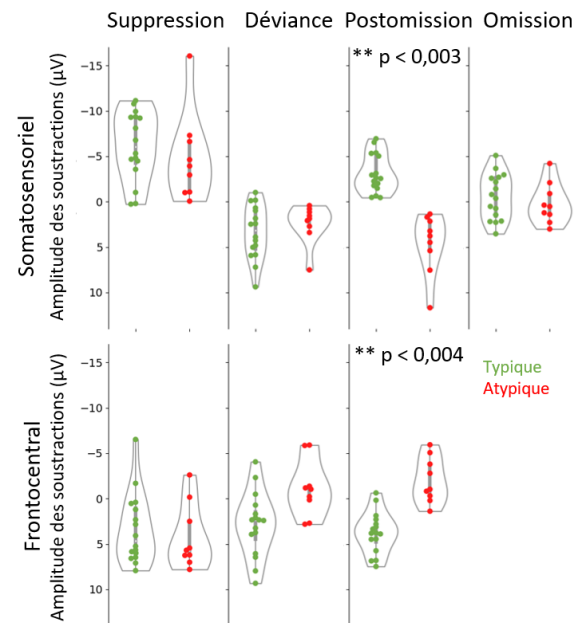 Suppression Déviance Postomission Omission
** p < 0,003
Somatosensoriel
Amplitude des soustractions (µV)
−15
−10
−5
0
5
10
** p < 0,004
Typique
Atypique
Frontocentral
Amplitude des soustractions (µV)
−15
−10
−5
0
5
10